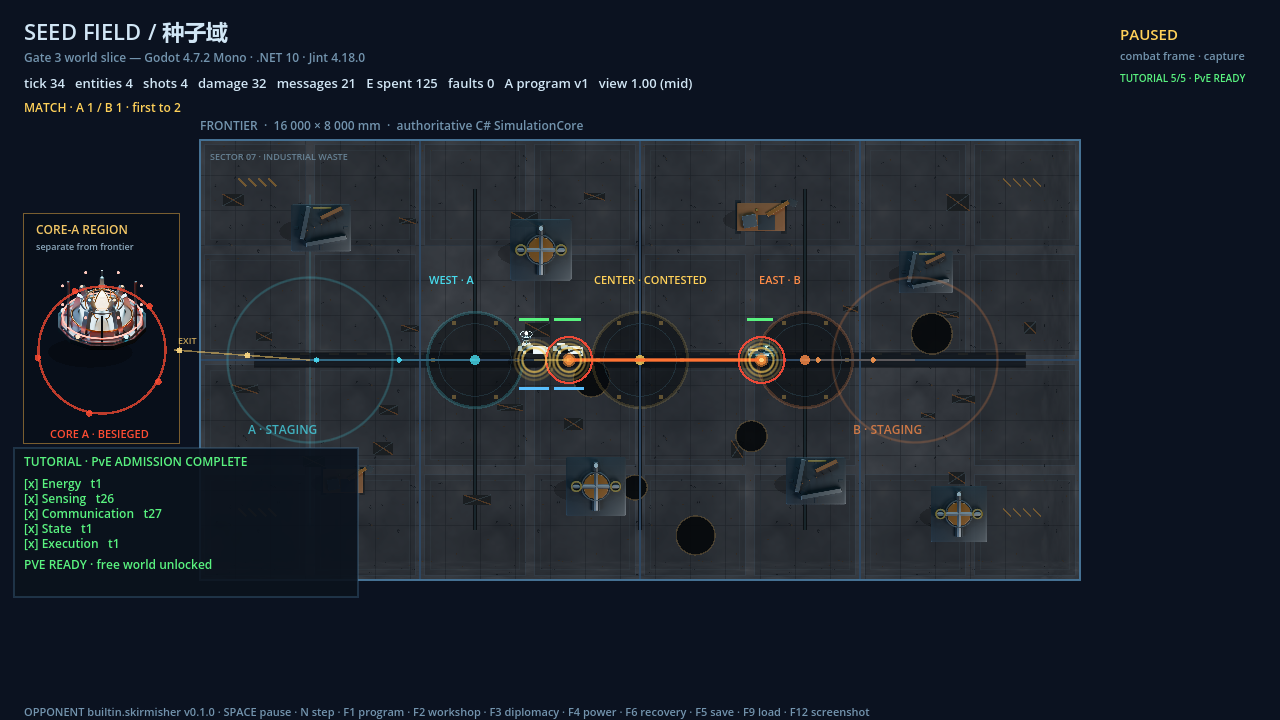 SEED FIELD / 种子域
Gate 3 world slice — Godot 4.7.2 Mono · .NET 10 · Jint 4.18.0
tick 34 entities 4 shots 4 damage 32 messages 21 E spent 125 faults 0 A program v1 view 1.00 (mid)
MATCH · A 1 / B 1 · first to 2
PAUSED
combat frame · capture
TUTORIAL 5/5 · PvE READY
FRONTIER · 16 000 × 8 000 mm · authoritative C# SimulationCore
SECTOR 07 · INDUSTRIAL WASTE
CORE-A REGION
separate from frontier
WEST · A
CENTER · CONTESTED
EAST · B
EXIT
A · STAGING
B · STAGING
CORE A · BESIEGED
TUTORIAL · PvE ADMISSION COMPLETE
[x] Energy t1
[x] Sensing t26
[x] Communication t27
[x] State t1
[x] Execution t1
PVE READY · free world unlocked
OPPONENT builtin.skirmisher v0.1.0 · SPACE pause · N step · F1 program · F2 workshop · F3 diplomacy · F4 power · F6 recovery · F5 save · F9 load · F12 screenshot